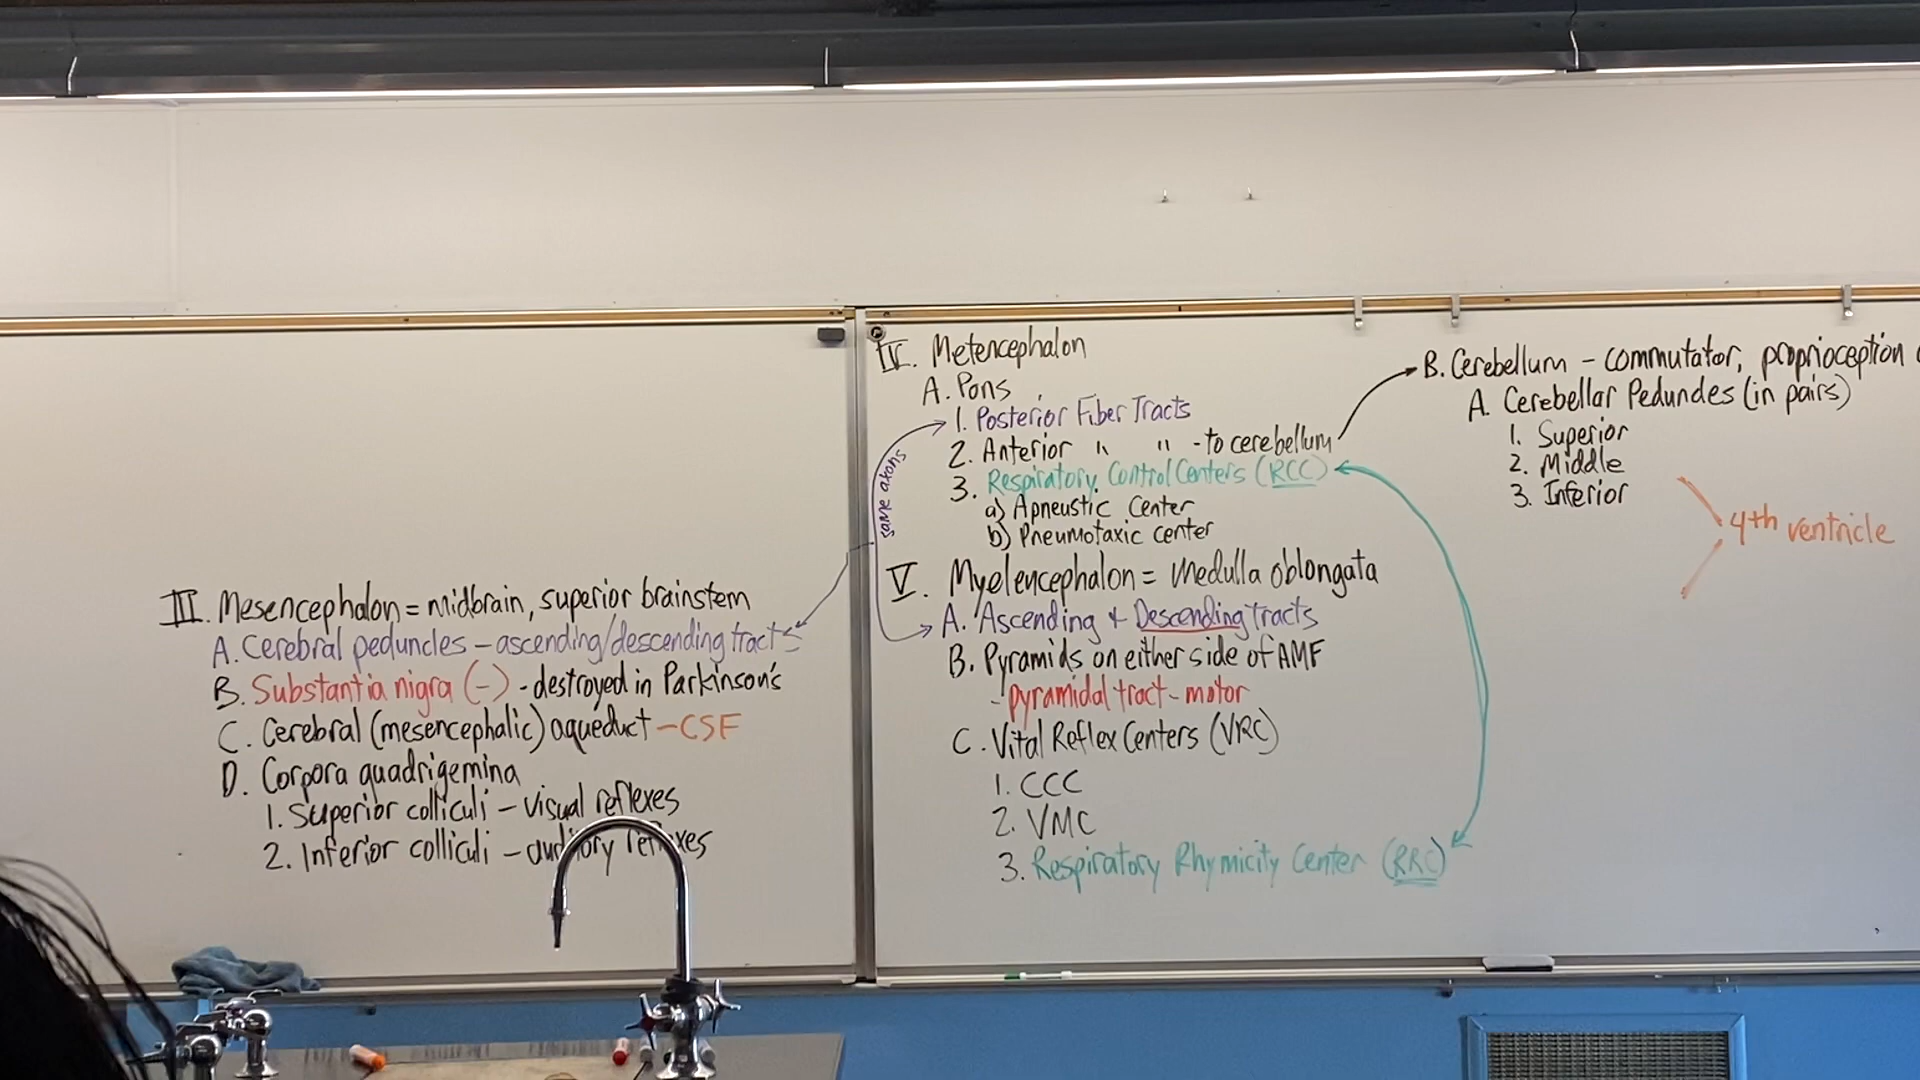 III. Mesencephalon = midbrain, superior brainstem
A. Cerebral peduncles - ascending/descending tracts
B. Substantia nigra (-) - destroyed in Parkinson's
C. Cerebral (mesencephalic) aqueduct - CSF
D. Corpora quadrigemina
1. Superior colliculi - visual reflexes
2. Inferior colliculi - auditory reflexes
IV. Metencephalon
A. Pons
1. Posterior Fiber Tracts
2. Anterior " " - to cerebellum
3. Respiratory Control Centers (RCC)
a) Apneustic Center
b) Pneumotaxic center
same axons
V. Myelencephalon = Medulla oblongata
A. Ascending + Descending tracts
B. Pyramids on either side of AMF
- pyramidal tract - motor
C. Vital Reflex Centers (VRC)
1. CCC
2. VMC
3. Respiratory Rhymicity Center (RRC)
B. Cerebellum - commutator, proprioception
A. Cerebellar Peduncles (in pairs)
1. Superior
2. Middle
3. Inferior
4th ventricle